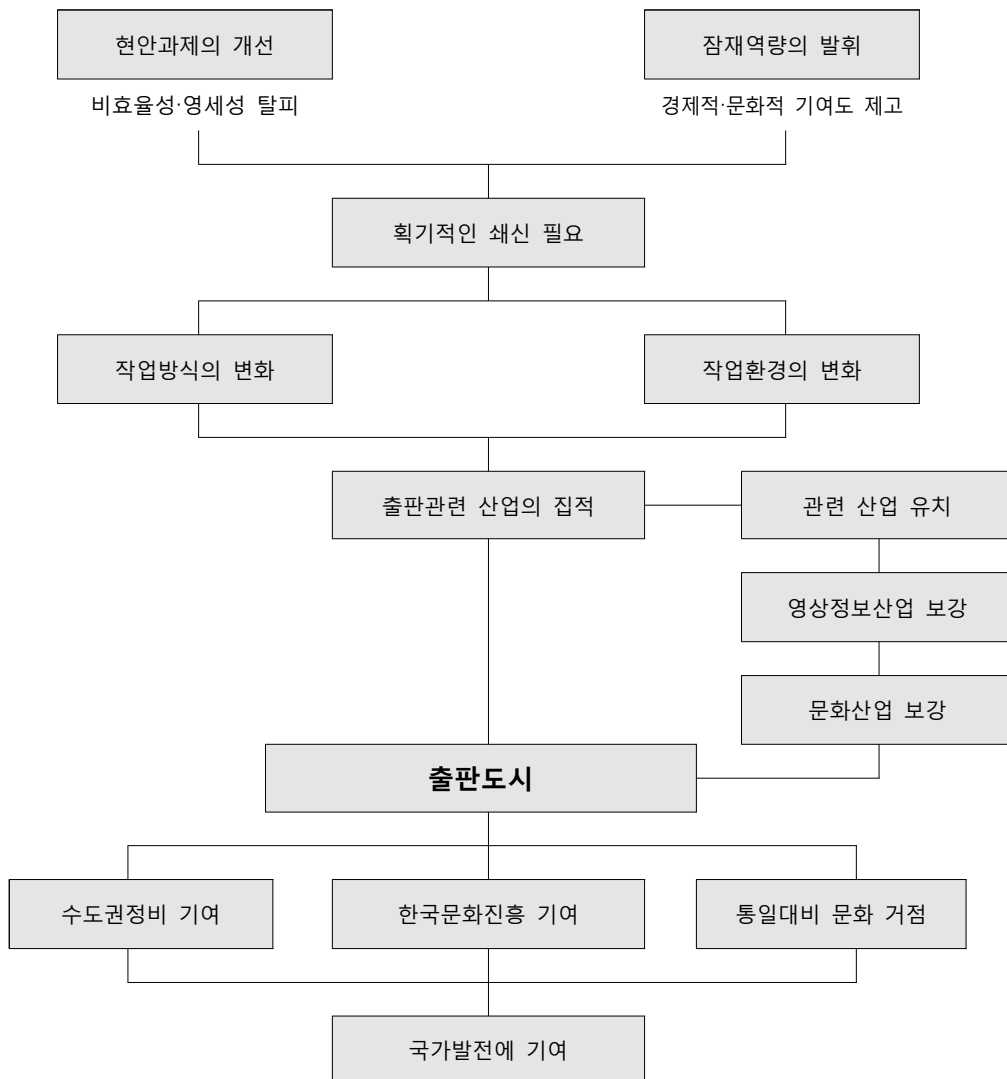 현안과제의 개선
잠재역량의 발휘
비효율성·영세성 탈피
경제적·문화적 기여도 제고
획기적인 쇄신 필요
작업방식의 변화
작업환경의 변화
출판관련 산업의 집적
관련 산업 유치
영상정보산업 보강
문화산업 보강
출판도시
수도권정비 기여
한국문화진흥 기여
통일대비 문화 거점
국가발전에 기여